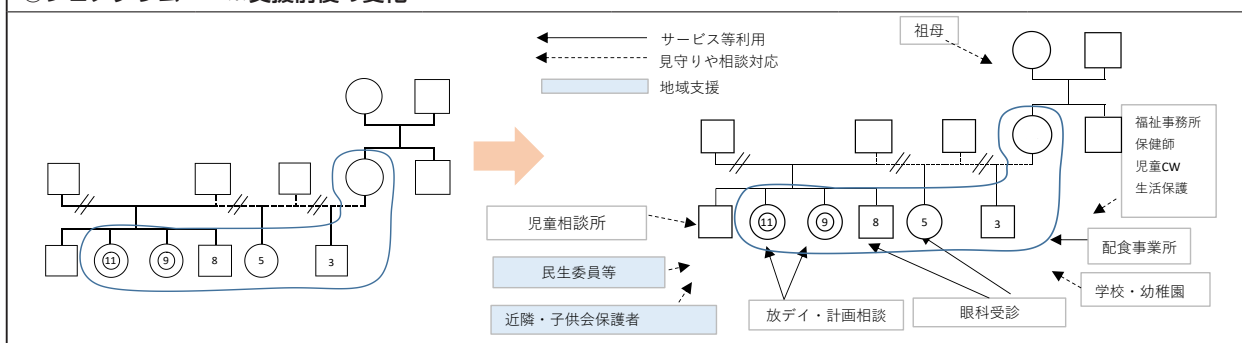 サービス等利用
見守りや相談対応
地域支援
11
9
8
5
3
祖母
福祉事務所
保健師
児童CW
生活保護
児童相談所
11
9
8
5
3
配食事業所
民生委員等
学校・幼稚園
近隣・子供会保護者
放デイ・計画相談
眼科受診